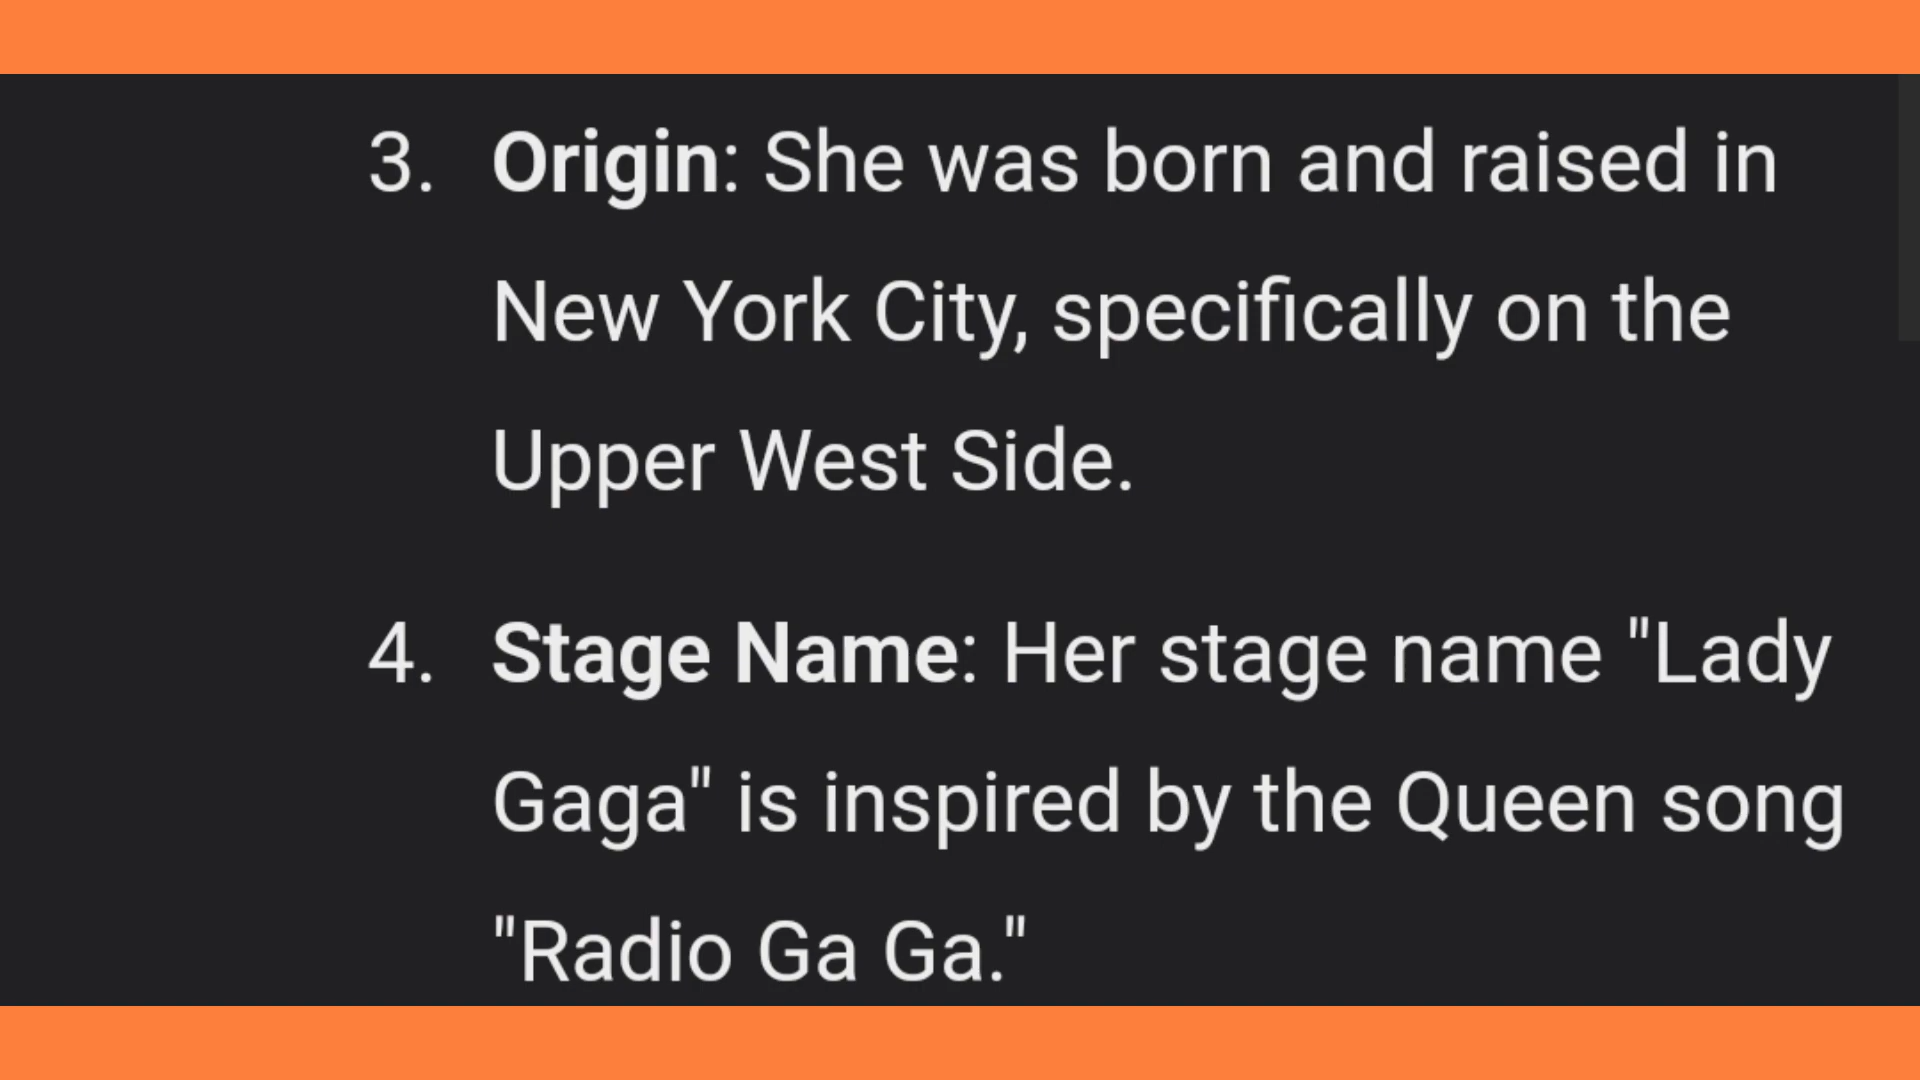 3. Origin: She was born and raised in
New York City, specifically on the
Upper West Side.
4. Stage Name: Her stage name "Lady
Gaga" is inspired by the Queen song
"Radio Ga Ga."